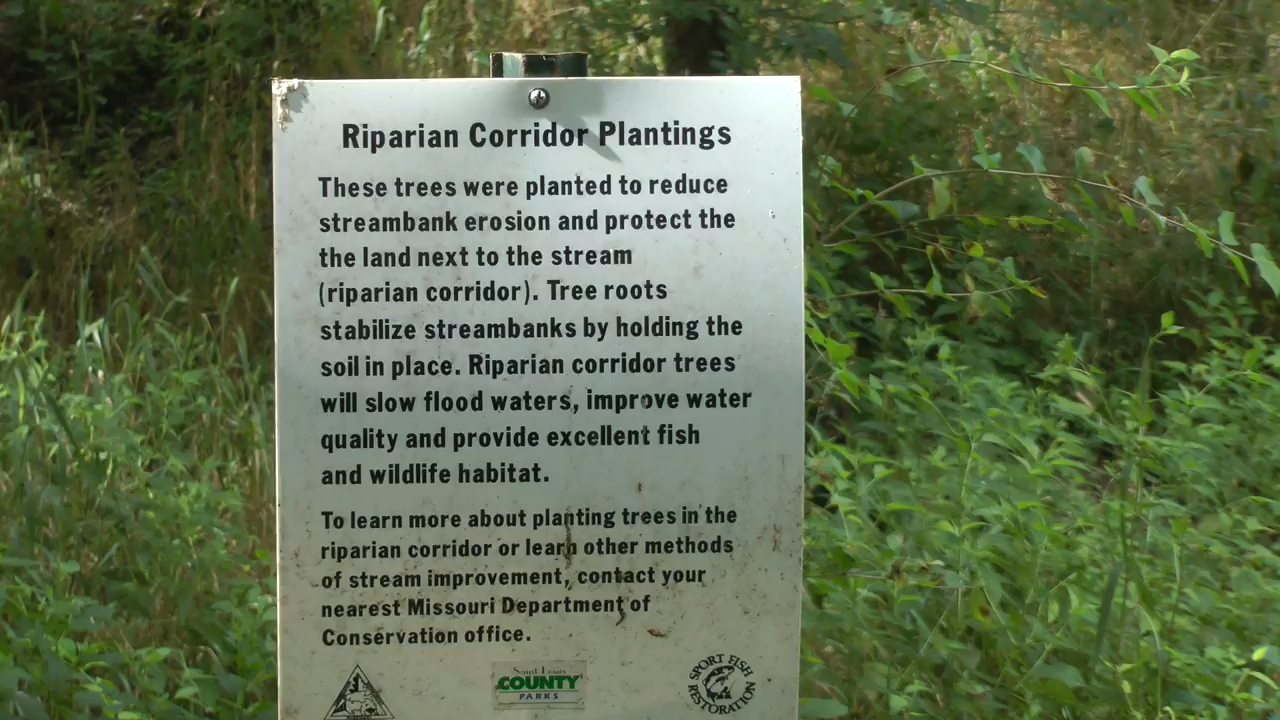 Riparian Corridor Plantings
These trees were planted to reduce
streambank erosion and protect the
the land next to the stream
(riparian corridor). Tree roots
stabilize streambanks by holding the
soil in place. Riparian corridor trees
will slow flood waters, improve water
quality and provide excellent fish
and wildlife habitat.
To learn more about planting trees in the
riparian corridor or learn other methods
of stream improvement, contact your
nearest Missouri Department of
Conservation office.
Saint Louis
COUNTY
PARKS
SPORT FISH
RESTORATION